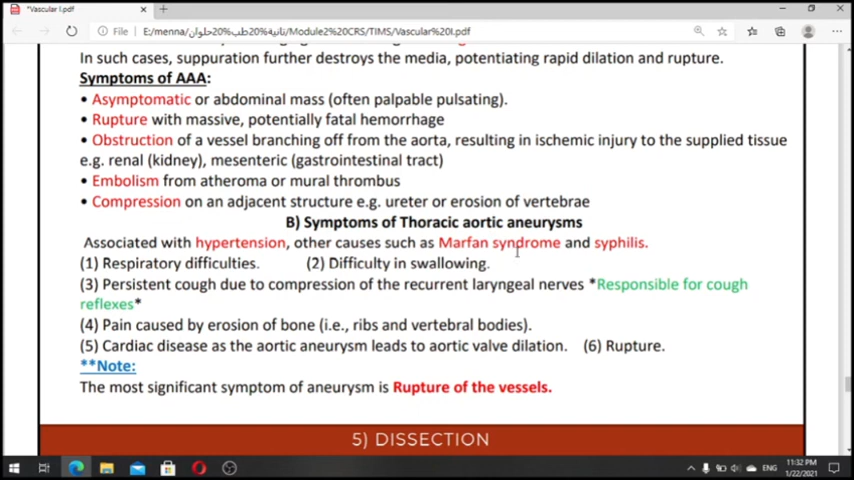 *Vascular I.pdf
File
E:/menna/ثانية%20طب%20حلوان/Module2%20CRS/TIMS/Vascular%20I.pdf
In such cases, suppuration further destroys the media, potentiating rapid dilation and rupture.
Symptoms of AAA:
• Asymptomatic or abdominal mass (often palpable pulsating).
• Rupture with massive, potentially fatal hemorrhage
• Obstruction of a vessel branching off from the aorta, resulting in ischemic injury to the supplied tissue
e.g. renal (kidney), mesenteric (gastrointestinal tract)
• Embolism from atheroma or mural thrombus
• Compression on an adjacent structure e.g. ureter or erosion of vertebrae
B) Symptoms of Thoracic aortic aneurysms
Associated with hypertension, other causes such as Marfan syndrome and syphilis.
(1) Respiratory difficulties. (2) Difficulty in swallowing.
(3) Persistent cough due to compression of the recurrent laryngeal nerves *Responsible for cough
reflexes*
(4) Pain caused by erosion of bone (i.e., ribs and vertebral bodies).
(5) Cardiac disease as the aortic aneurysm leads to aortic valve dilation. (6) Rupture.
**Note:
The most significant symptom of aneurysm is Rupture of the vessels.
5) DISSECTION
ENG
11:32 PM
1/22/2021